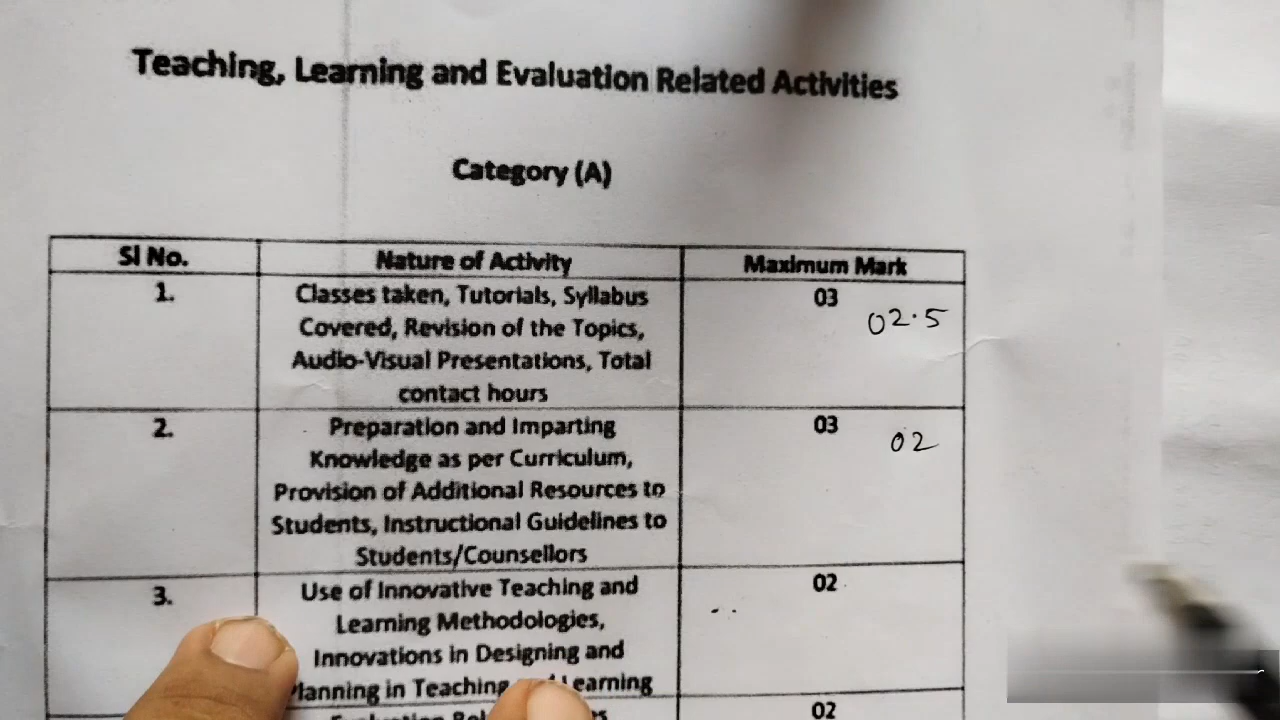 Teaching, Learning and Evaluation Related Activities
Category (A)
Sl No. Nature of Activity Maximum Mark
1. Classes taken, Tutorials, Syllabus 03
Covered, Revision of the Topics, 02.5
Audio-Visual Presentations, Total
contact hours
2. Preparation and Imparting 03
Knowledge as per Curriculum, 02
Provision of Additional Resources to
Students, Instructional Guidelines to
Students/Counsellors
3. Use of Innovative Teaching and 02
Learning Methodologies,
Innovations in Designing and
Planning in Teaching Learning
02